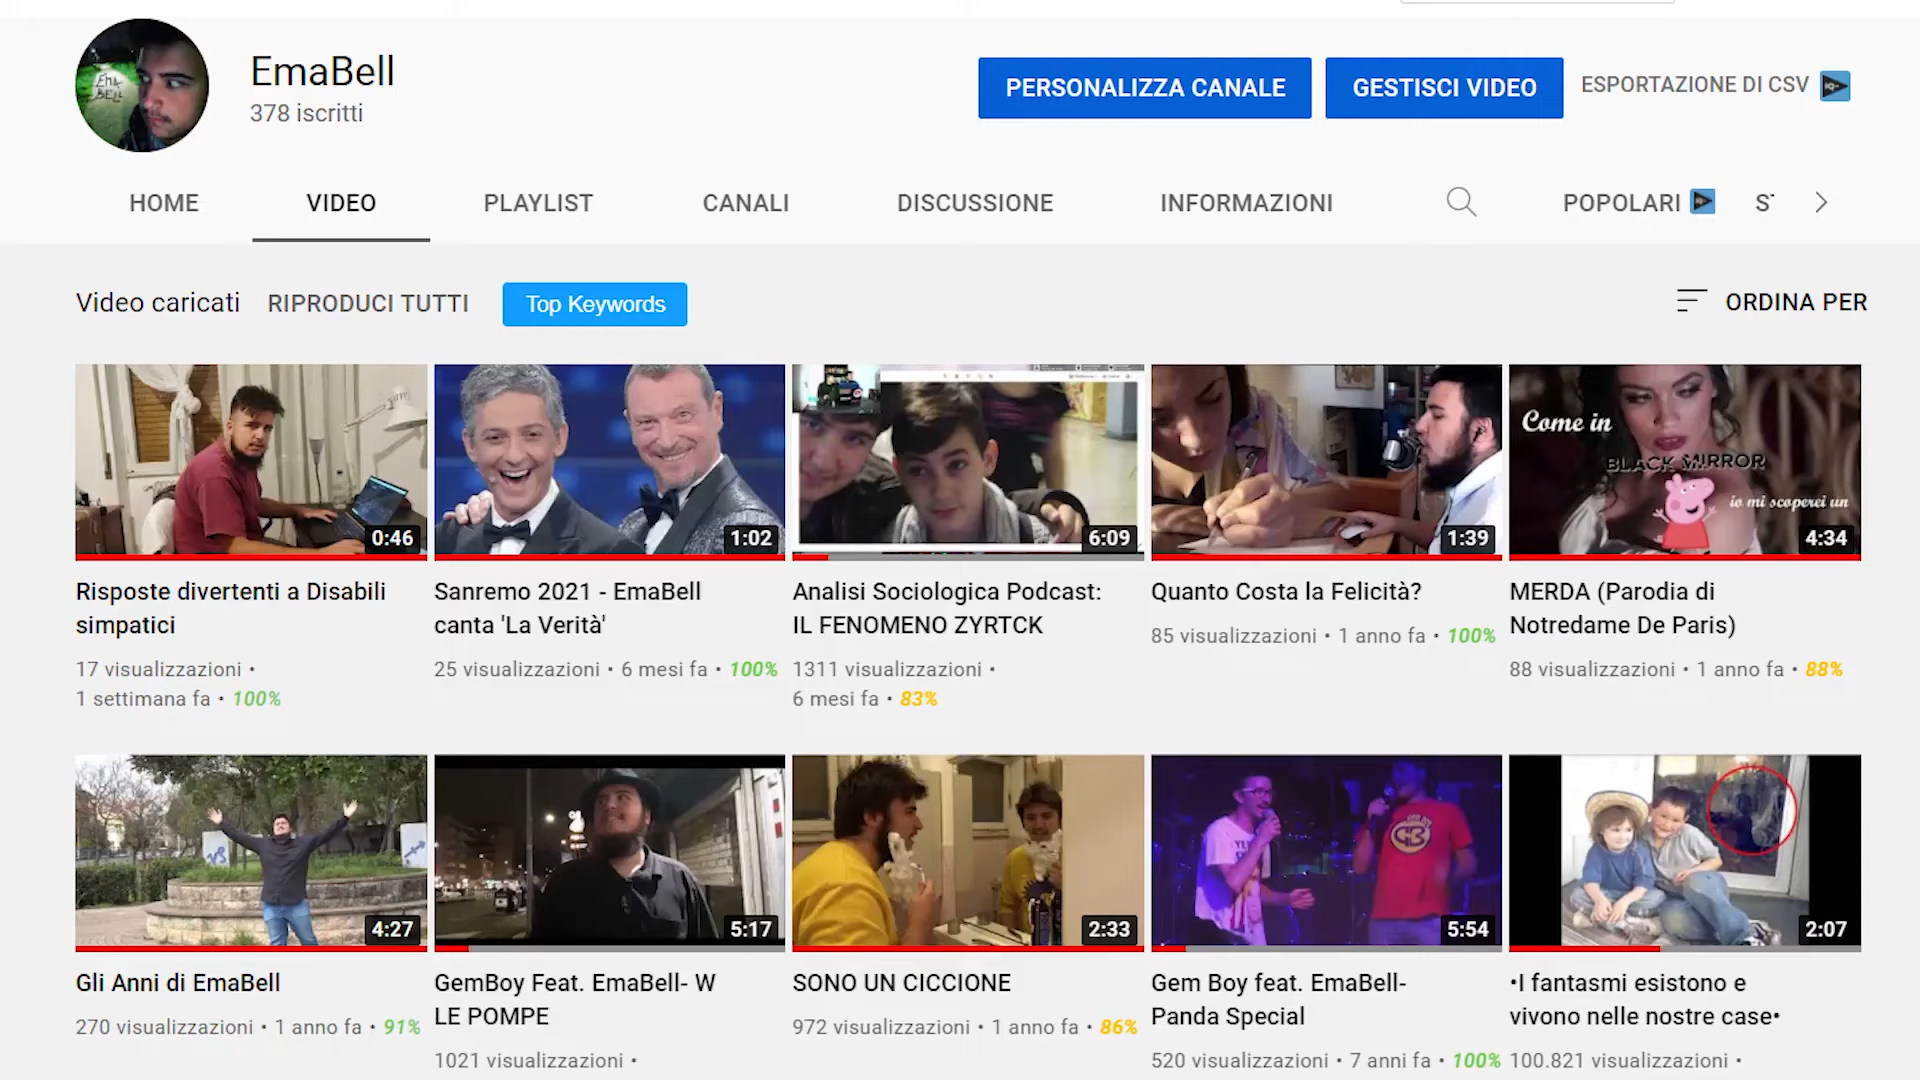 EmaBell
378 iscritti
PERSONALIZZA CANALE
GESTISCI VIDEO
ESPORTAZIONE DI CSV
HOME
VIDEO
PLAYLIST
CANALI
DISCUSSIONE
INFORMAZIONI
POPOLARI
Video caricati
RIPRODUCI TUTTI
Top Keywords
ORDINA PER
EMA
BELL
0:46
1:02
6:09
1:39
Come in
BLACK MIRROR
io mi scoperei un
4:34
Risposte divertenti a Disabili
simpatici
17 visualizzazioni •
1 settimana fa • 100%
Sanremo 2021 - EmaBell
canta 'La Verità'
25 visualizzazioni • 6 mesi fa • 100%
Analisi Sociologica Podcast:
IL FENOMENO ZYRTCK
1311 visualizzazioni •
6 mesi fa • 83%
Quanto Costa la Felicità?
85 visualizzazioni • 1 anno fa • 100%
MERDA (Parodia di
Notredame De Paris)
88 visualizzazioni • 1 anno fa • 88%
4:27
5:17
2:33
5:54
2:07
Gli Anni di EmaBell
270 visualizzazioni • 1 anno fa • 91%
GemBoy Feat. EmaBell- W
LE POMPE
1021 visualizzazioni •
SONO UN CICCIONE
972 visualizzazioni • 1 anno fa • 86%
Gem Boy feat. EmaBell-
Panda Special
520 visualizzazioni • 7 anni fa • 100%
•I fantasmi esistono e
vivono nelle nostre case•
100.821 visualizzazioni •